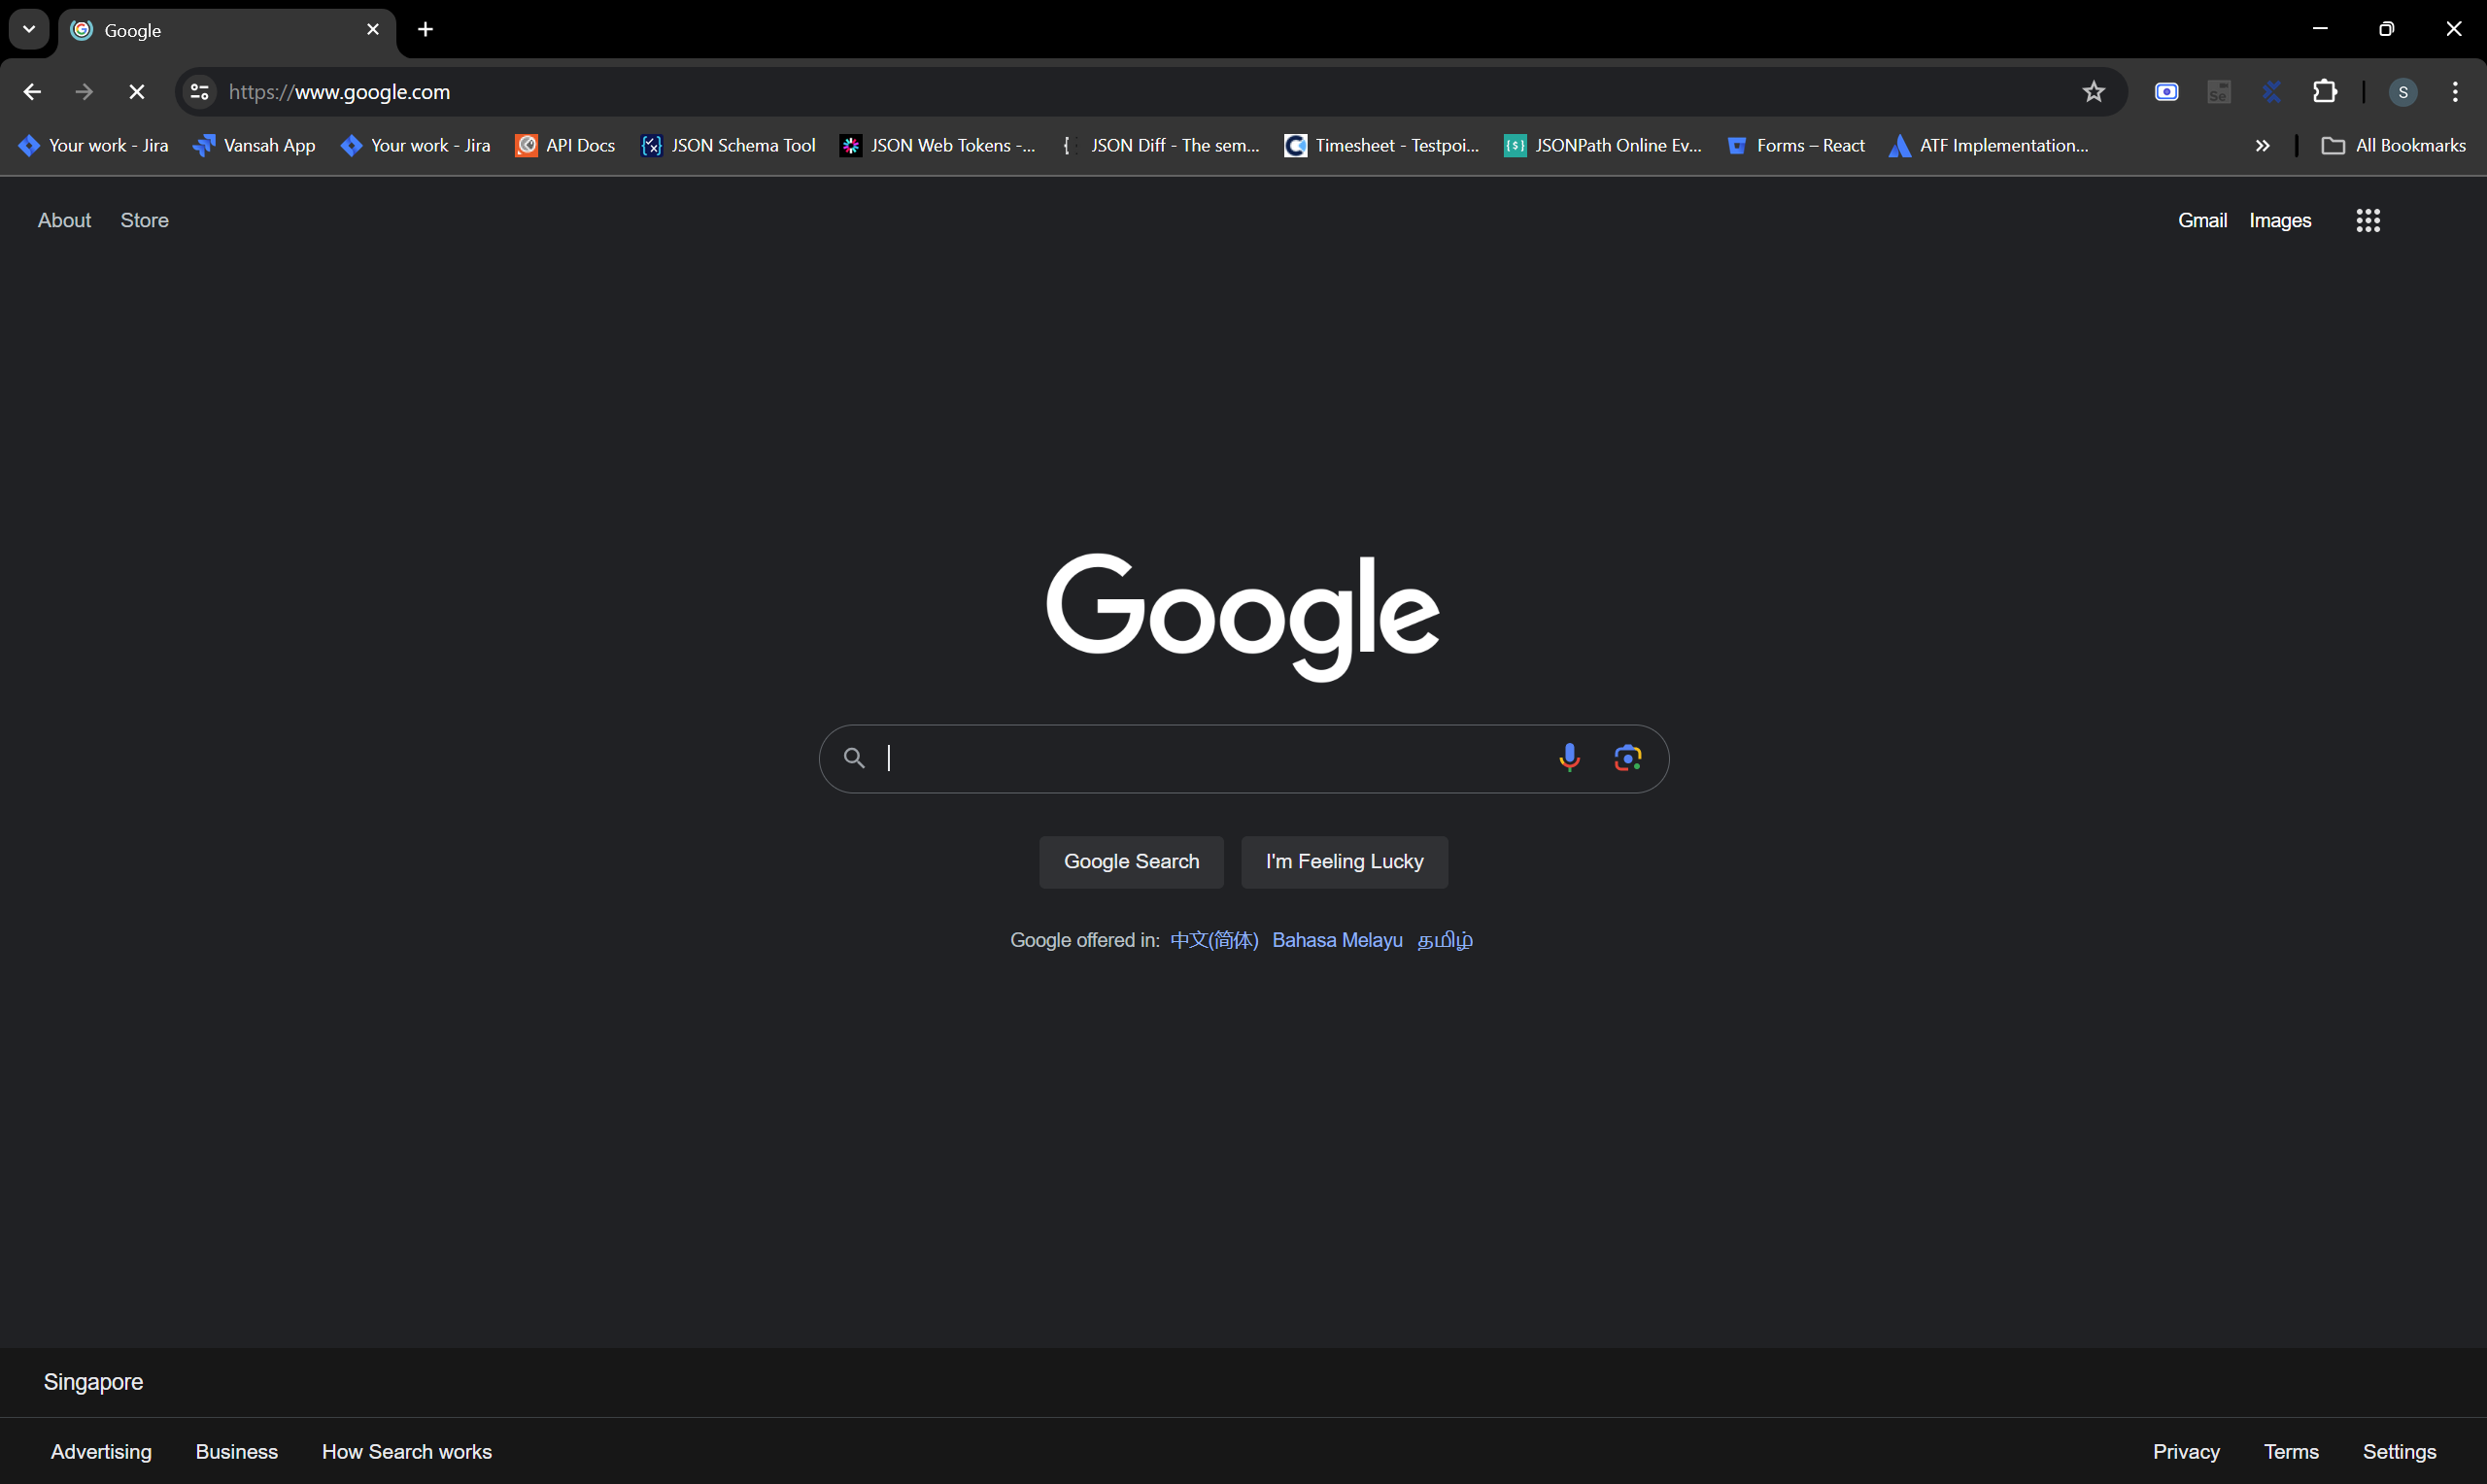 Google
https://www.google.com
S
Your work - Jira Vansah App Your work - Jira API Docs JSON Schema Tool JSON Web Tokens -... JSON Diff - The sem... Timesheet - Testpoi... JSONPath Online Ev... Forms – React ATF Implementation... All Bookmarks
About Store Gmail Images
Google
Google Search I'm Feeling Lucky
Google offered in: 中文(简体) Bahasa Melayu தமிழ்
Singapore
Advertising Business How Search works Privacy Terms Settings